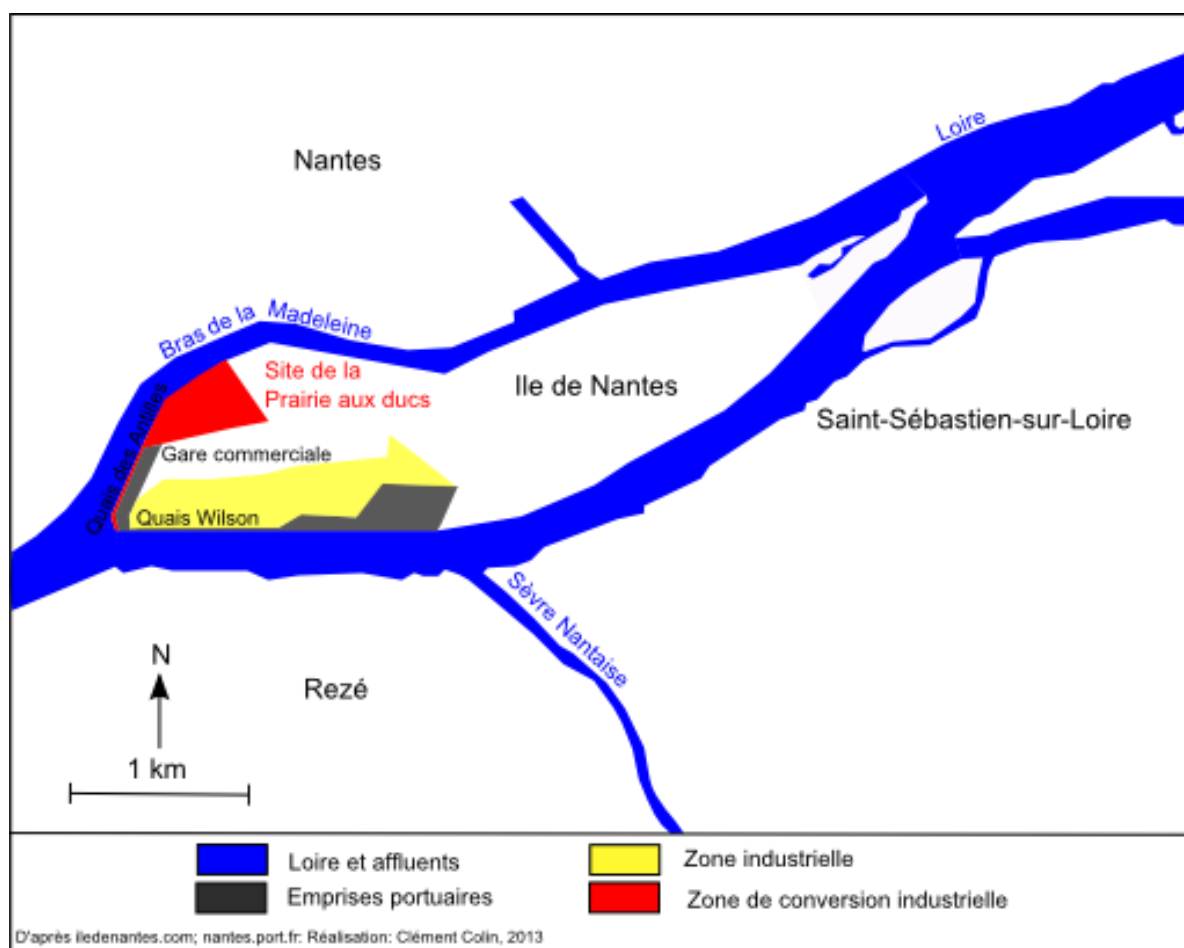 Loire
Nantes
Bras de la Madeleine
Site de la
Prairie aux ducs
Ile de Nantes
Saint-Sébastien-sur-Loire
Quais des Antilles
Gare commerciale
Quais Wilson
Sèvre Nantaise
N
Rezé
1 km
Loire et affluents
Zone industrielle
Emprises portuaires
Zone de conversion industrielle
D'après iledenantes.com; nantes.port.fr: Réalisation: Clément Colin, 2013